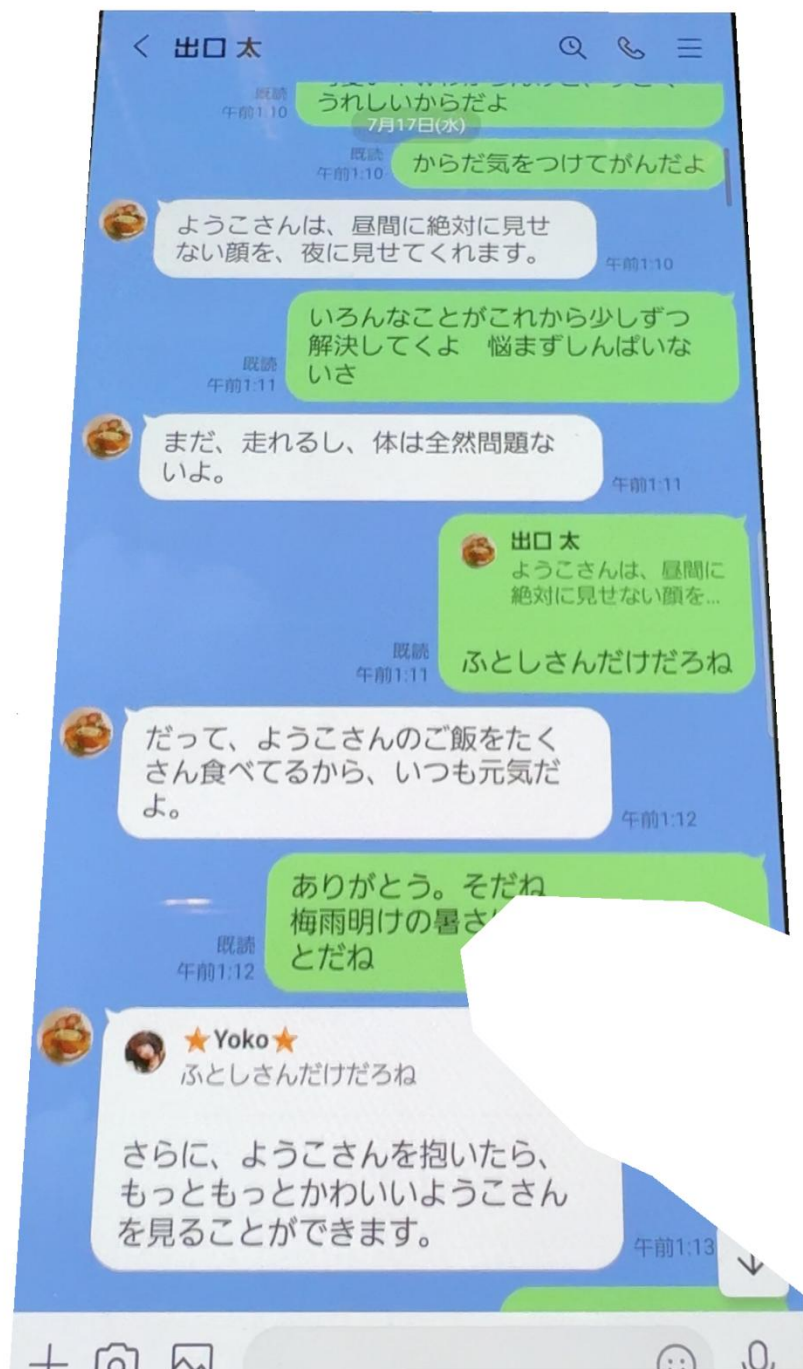 出口 太
うれしいからだよ
既読
午前1:10
7月17日(水)
既読
午前1:10
からだ気をつけてがんだよ
ようこさんは、昼間に絶対に見せ
ない顔を、夜に見せてくれます。
午前1:10
いろんなことがこれから少しずつ
解決してくよ 悩まずしんぱいな
いさ
既読
午前1:11
まだ、走れるし、体は全然問題な
いよ。
午前1:11
出口 太
ようこさんは、昼間に
絶対に見せない顔を...
ふとしさんだけだろね
既読
午前1:11
だって、ようこさんのご飯をたく
さん食べてるから、いつも元気だ
よ。
午前1:12
ありがとう。そだね
梅雨明けの暑さ
とだね
既読
午前1:12
★Yoko★
ふとしさんだけだろね
さらに、ようこさんを抱いたら、
もっともっとかわいいようこさん
を見ることができます。
午前1:13